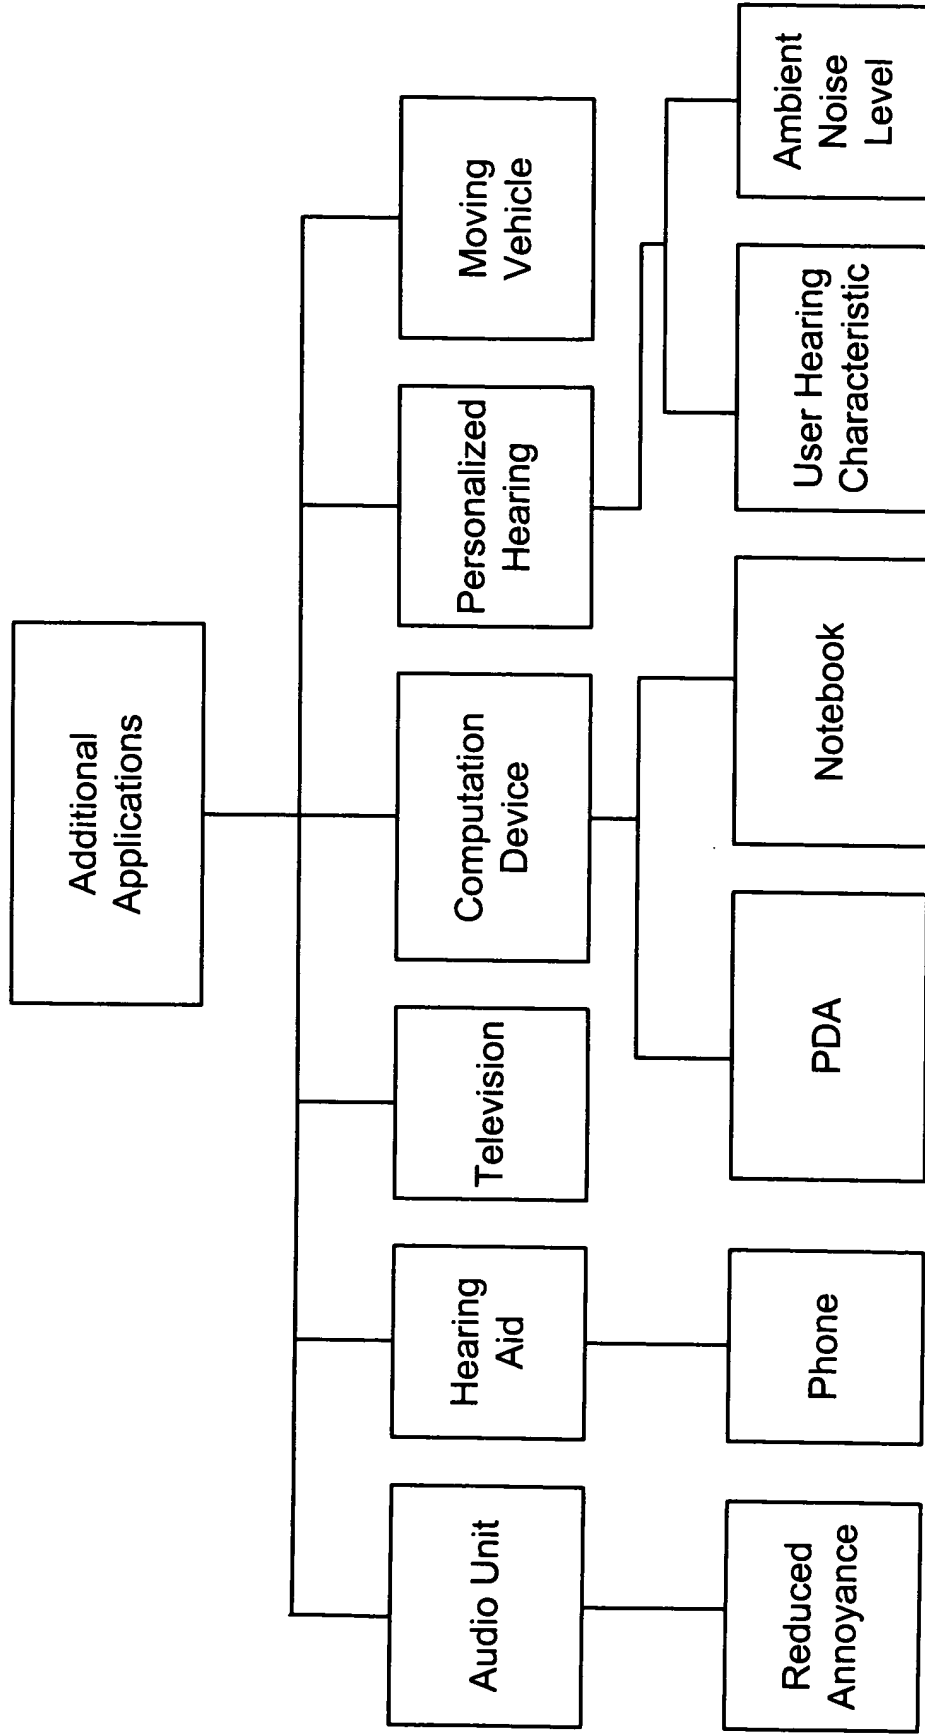 Additional
Applications
Audio Unit
Hearing
Aid
Television
Computation
Device
Personalized
Hearing
Moving
Vehicle
Reduced
Annoyance
Phone
PDA
Notebook
User Hearing
Characteristic
Ambient
Noise
Level